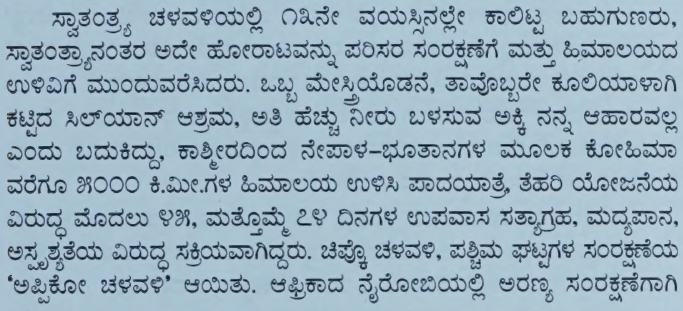 ಸ್ವಾತಂತ್ರ್ಯ ಚಳವಳಿಯಲ್ಲಿ ೧೩ನೇ ವಯಸ್ಸಿನಲ್ಲೇ ಕಾಲಿಟ್ಟ ಬಹುಗುಣರು,
ಸ್ವಾತಂತ್ರ್ಯಾನಂತರ ಅದೇ ಹೋರಾಟವನ್ನು ಪರಿಸರ ಸಂರಕ್ಷಣೆಗೆ ಮತ್ತು ಹಿಮಾಲಯದ
ಉಳಿವಿಗೆ ಮುಂದುವರೆಸಿದರು. ಒಬ್ಬ ಮೇಸ್ತ್ರಿಯೊಡನೆ, ತಾವೊಬ್ಬರೇ ಕೂಲಿಯಾಳಾಗಿ
ಕಟ್ಟಿದ ಸಿಲ್‌ಯಾನ್ ಆಶ್ರಮ, ಅತಿ ಹೆಚ್ಚು ನೀರು ಬಳಸುವ ಅಕ್ಕಿ ನನ್ನ ಆಹಾರವಲ್ಲ
ಎಂದು ಬದುಕಿದ್ದು, ಕಾಶ್ಮೀರದಿಂದ ನೇಪಾಳ-ಭೂತಾನಗಳ ಮೂಲಕ ಕೋಹಿಮಾ
ವರೆಗೂ ೫೦೦೦ ಕಿ.ಮೀ.ಗಳ ಹಿಮಾಲಯ ಉಳಿಸಿ ಪಾದಯಾತ್ರೆ, ತೆಹರಿ ಯೋಜನೆಯ
ವಿರುದ್ಧ ಮೊದಲು ೪೫, ಮತ್ತೊಮ್ಮೆ ೭೪ ದಿನಗಳ ಉಪವಾಸ ಸತ್ಯಾಗ್ರಹ, ಮದ್ಯಪಾನ,
ಅಸ್ಪೃಶ್ಯತೆಯ ವಿರುದ್ಧ ಸಕ್ರಿಯವಾಗಿದ್ದರು. ಚಿಪ್ಕೊ ಚಳವಳಿ, ಪಶ್ಚಿಮ ಘಟ್ಟಗಳ ಸಂರಕ್ಷಣೆಯ
‘ಅಪ್ಪಿಕೋ ಚಳವಳಿ’ ಆಯಿತು. ಆಫ್ರಿಕಾದ ನೈರೋಬಿಯಲ್ಲಿ ಅರಣ್ಯ ಸಂರಕ್ಷಣೆಗಾಗಿ